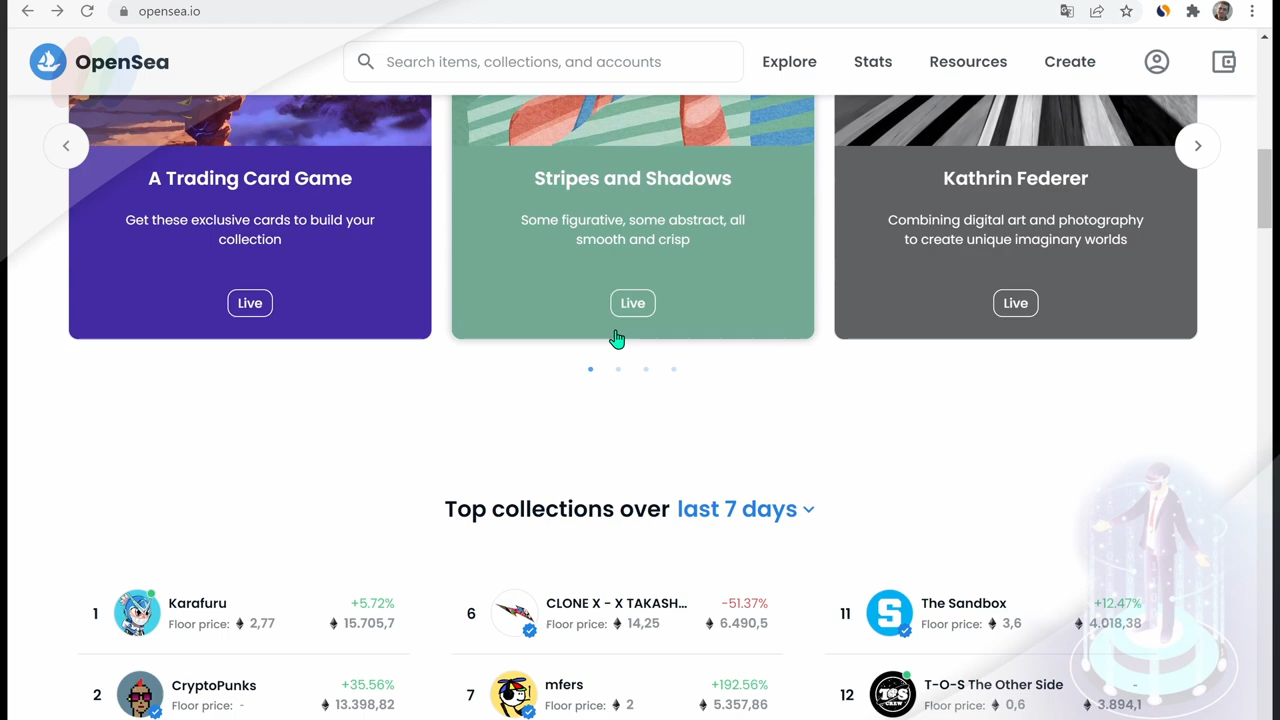 opensea.io
OpenSea
Search items, collections, and accounts
Explore
Stats
Resources
Create
A Trading Card Game
Get these exclusive cards to build your
collection
Live
Stripes and Shadows
Some figurative, some abstract, all
smooth and crisp
Live
Kathrin Federer
Combining digital art and photography
to create unique imaginary worlds
Live
Top collections over last 7 days
1 Karafuru +5.72%
Floor price: 2,77 15.705,7
6 CLONE X - X TAKASH... -51.37%
Floor price: 14,25 6.490,5
11 The Sandbox +12.47%
Floor price: 3,6 4.018,38
2 CryptoPunks +35.56%
Floor price: - 13.398,82
7 mfers +192.56%
Floor price: 2 5.357,86
12 T-O-S The Other Side -
Floor price: 0,6 3.894,1